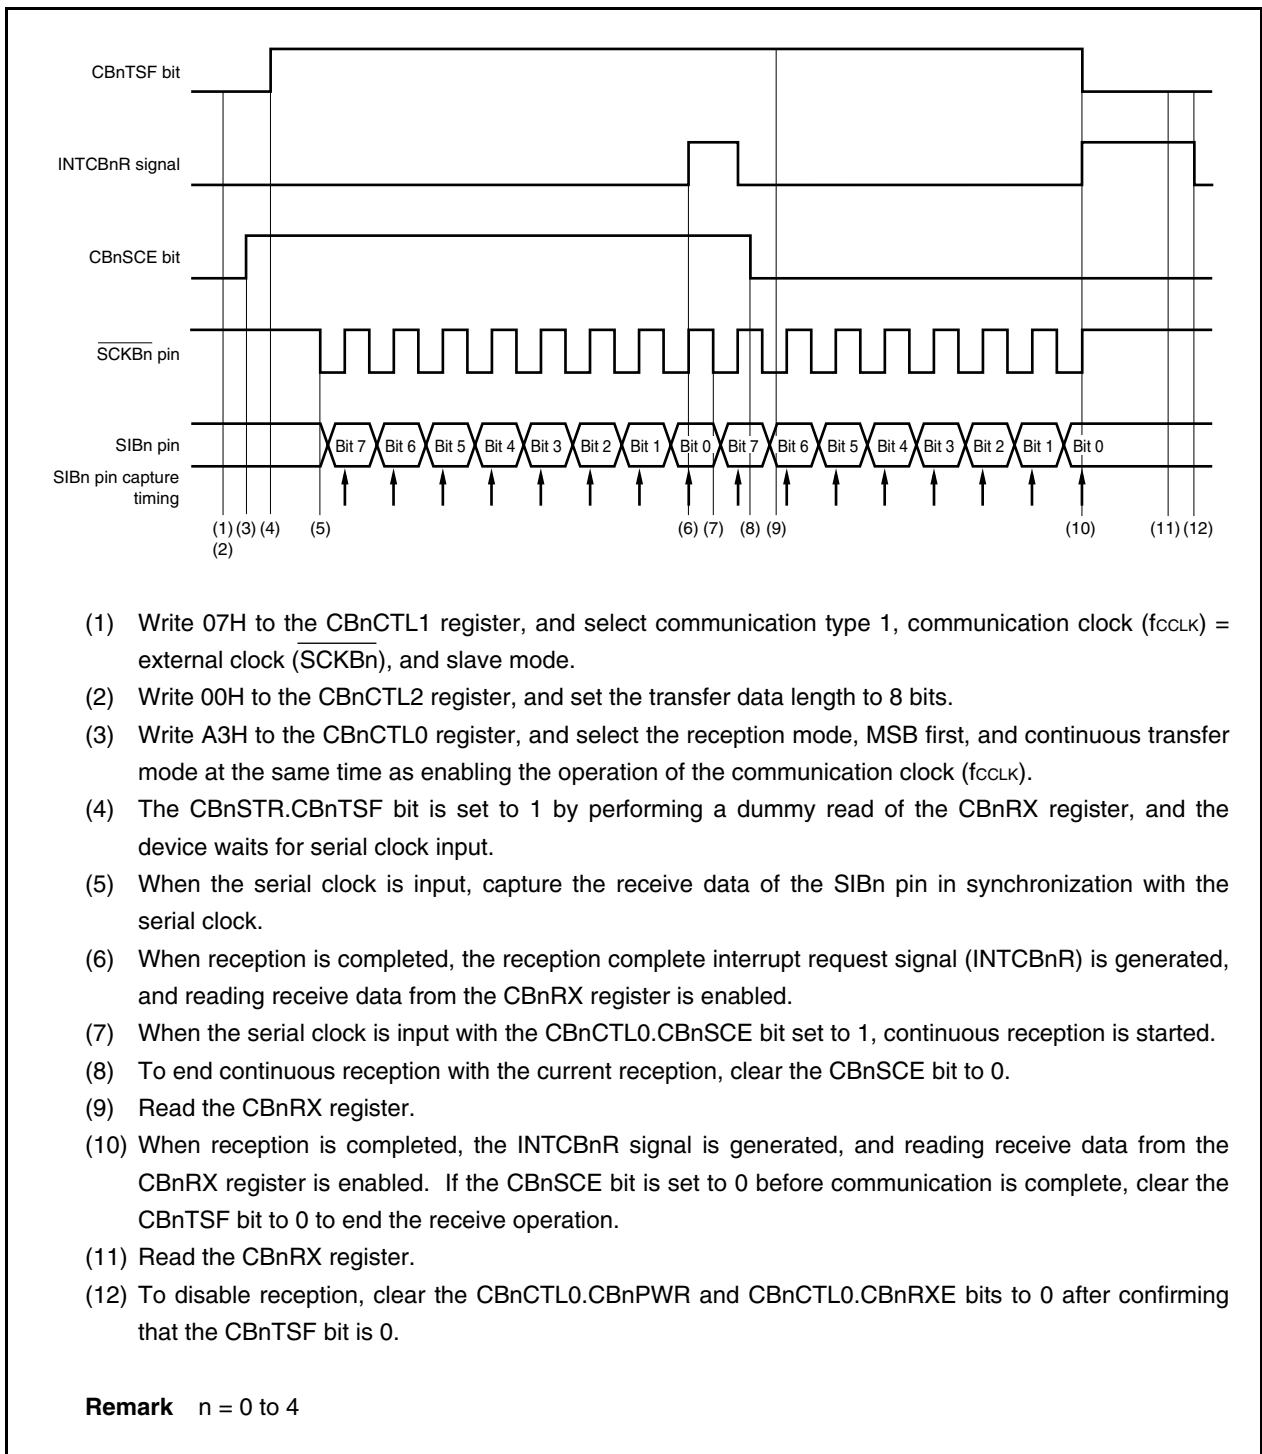 CBnTSF bit
INTCBnR signal
CBnSCE bit
SCKBn pin
SIBn pin
Bit 7 Bit 6 Bit 5 Bit 4 Bit 3 Bit 2 Bit 1 Bit 0 Bit 7 Bit 6 Bit 5 Bit 4 Bit 3 Bit 2 Bit 1 Bit 0
SIBn pin capture
timing
(1) (3) (4) (5) (6) (7) (8) (9) (10) (11) (12)
(2)
(1) Write 07H to the CBnCTL1 register, and select communication type 1, communication clock (fCCLK) =
external clock (SCKBn), and slave mode.
(2) Write 00H to the CBnCTL2 register, and set the transfer data length to 8 bits.
(3) Write A3H to the CBnCTL0 register, and select the reception mode, MSB first, and continuous transfer
mode at the same time as enabling the operation of the communication clock (fCCLK).
(4) The CBnSTR.CBnTSF bit is set to 1 by performing a dummy read of the CBnRX register, and the
device waits for serial clock input.
(5) When the serial clock is input, capture the receive data of the SIBn pin in synchronization with the
serial clock.
(6) When reception is completed, the reception complete interrupt request signal (INTCBnR) is generated,
and reading receive data from the CBnRX register is enabled.
(7) When the serial clock is input with the CBnCTL0.CBnSCE bit set to 1, continuous reception is started.
(8) To end continuous reception with the current reception, clear the CBnSCE bit to 0.
(9) Read the CBnRX register.
(10) When reception is completed, the INTCBnR signal is generated, and reading receive data from the
CBnRX register is enabled. If the CBnSCE bit is set to 0 before communication is complete, clear the
CBnTSF bit to 0 to end the receive operation.
(11) Read the CBnRX register.
(12) To disable reception, clear the CBnCTL0.CBnPWR and CBnCTL0.CBnRXE bits to 0 after confirming
that the CBnTSF bit is 0.
Remark n = 0 to 4